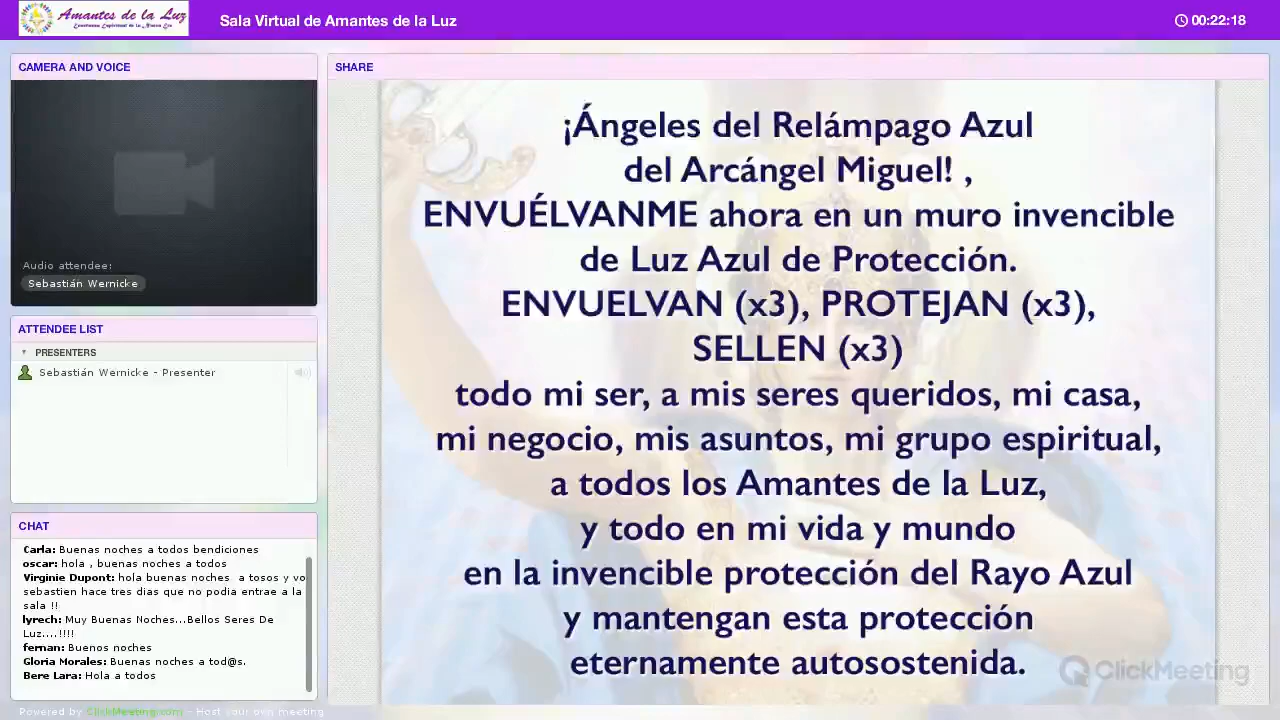 Amantes de la Luz
Enseñanza Espiritual de la Nueva Era
Sala Virtual de Amantes de la Luz
00:22:18
CAMERA AND VOICE
Audio attendee:
Sebastián Wernicke
ATTENDEE LIST
PRESENTERS
Sebastián Wernicke - Presenter
CHAT
Carla: Buenas noches a todos bendiciones
oscar: hola , buenas noche a todos
Virginie Dupont: hola buenas noches a tosos y vo
sebastien hace tres dias que no podia entrae a la
sala !!
lyrech: Muy Buenas Noches...Bellos Seres De
Luz....!!!!
fernan: Buenos noches
Gloria Morales: Buenas noches a tod@s.
Bere Lara: Hola a todos
Powered by ClickMeeting.com - Host your own meeting
SHARE
¡Ángeles del Relámpago Azul
del Arcángel Miguel! ,
ENVUÉLVANME ahora en un muro invencible
de Luz Azul de Protección.
ENVUELVAN (x3), PROTEJAN (x3),
SELLEN (x3)
todo mi ser, a mis seres queridos, mi casa,
mi negocio, mis asuntos, mi grupo espiritual,
a todos los Amantes de la Luz,
y todo en mi vida y mundo
en la invencible protección del Rayo Azul
y mantengan esta protección
eternamente autosostenida.
ClickMeeting